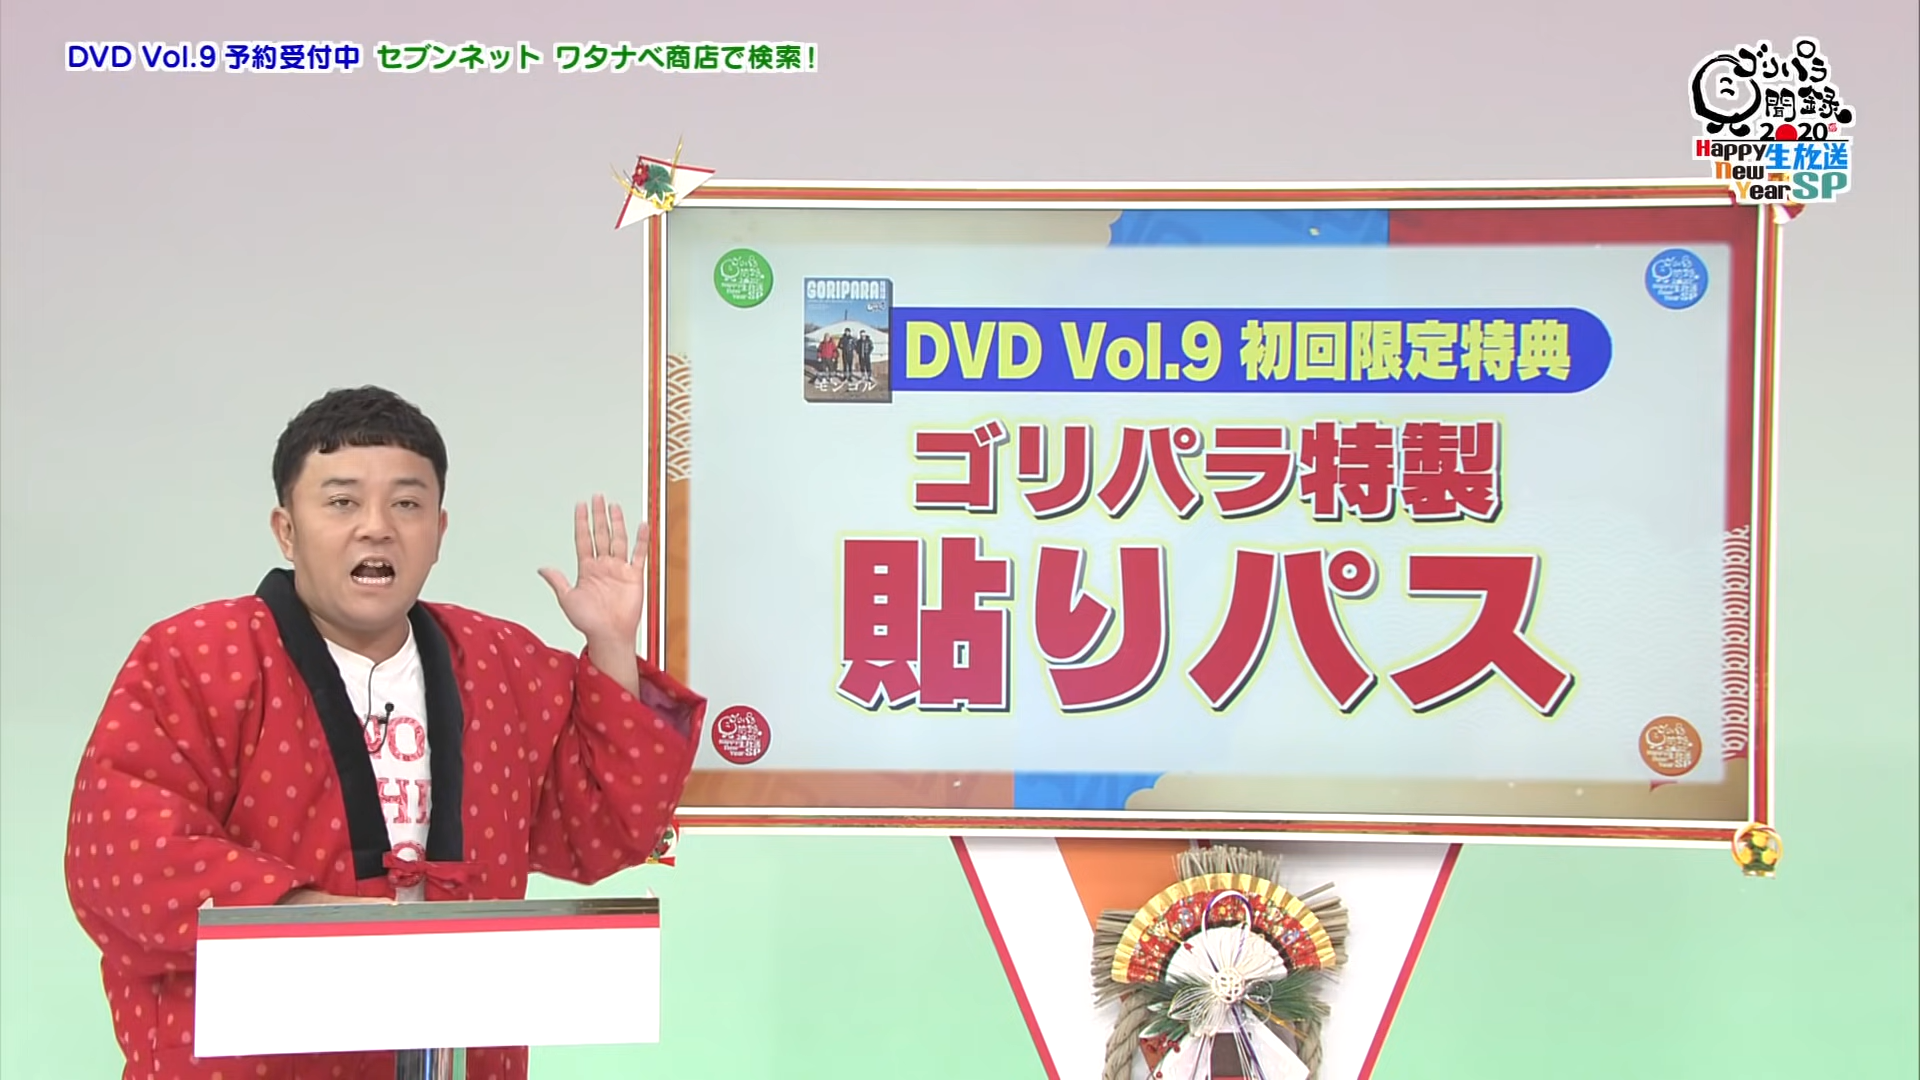 DVD Vol.9 予約受付中 セブンネット ワタナベ商店で検索!
ゴリパラ
見聞録
2020
Happy 生放送
New
Year SP
GORIPARA
モンゴル
DVD Vol.9 初回限定特典
ゴリパラ特製
貼りパス
NO